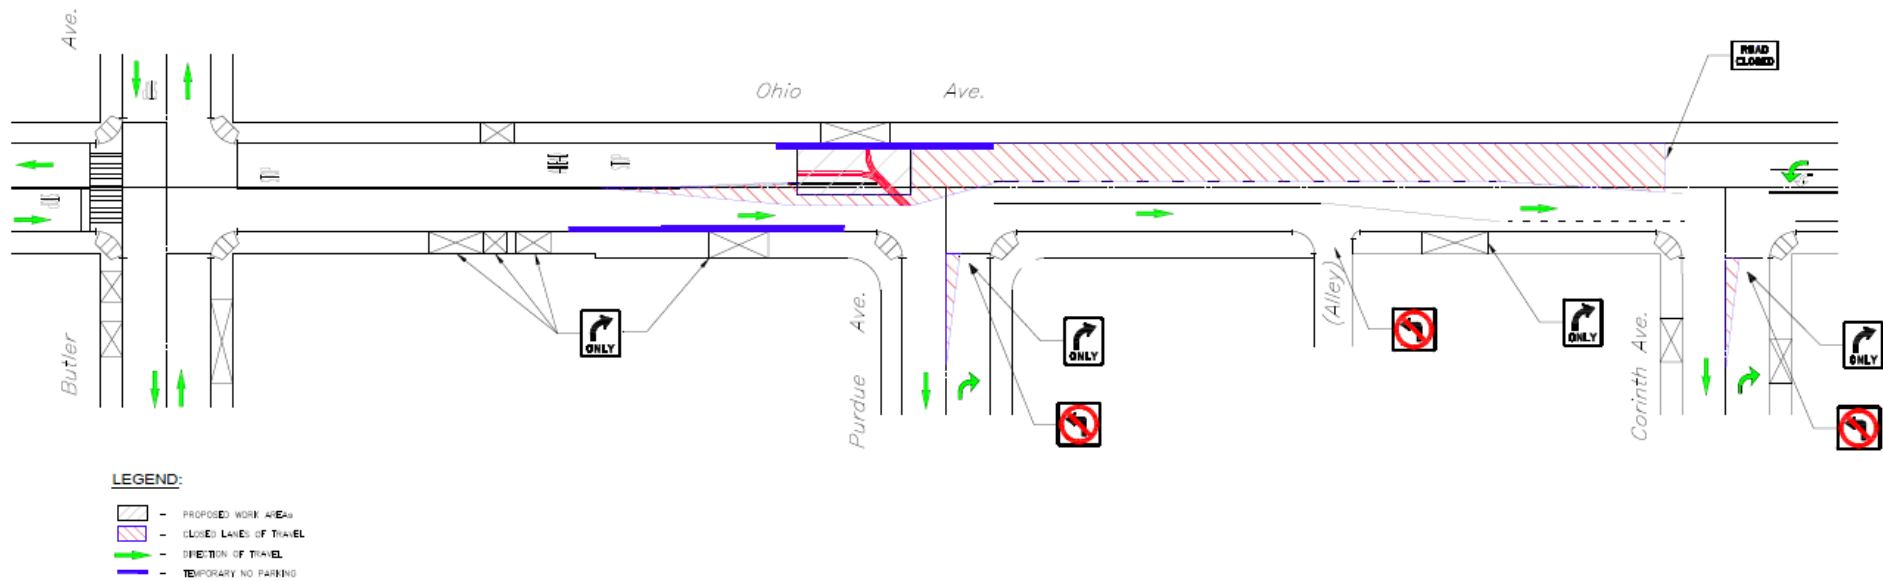 Ave.
ROAD
CLOSED
Ohio Ave.
Butler
ONLY
Purdue Ave.
ONLY
(Alley)
ONLY
Corinth Ave.
ONLY
LEGEND:
- PROPOSED WORK AREAs
- CLOSED LANES OF TRAVEL
- DIRECTION OF TRAVEL
- TEMPORARY NO PARKING